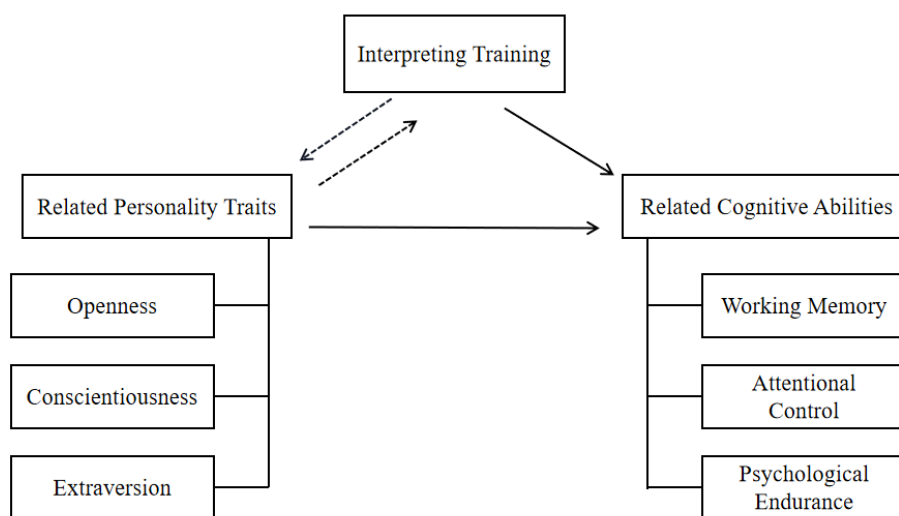 Interpreting Training
Related Personality Traits
Related Cognitive Abilities
Openness
Working Memory
Conscientiousness
Attentional
Control
Extraversion
Psychological
Endurance